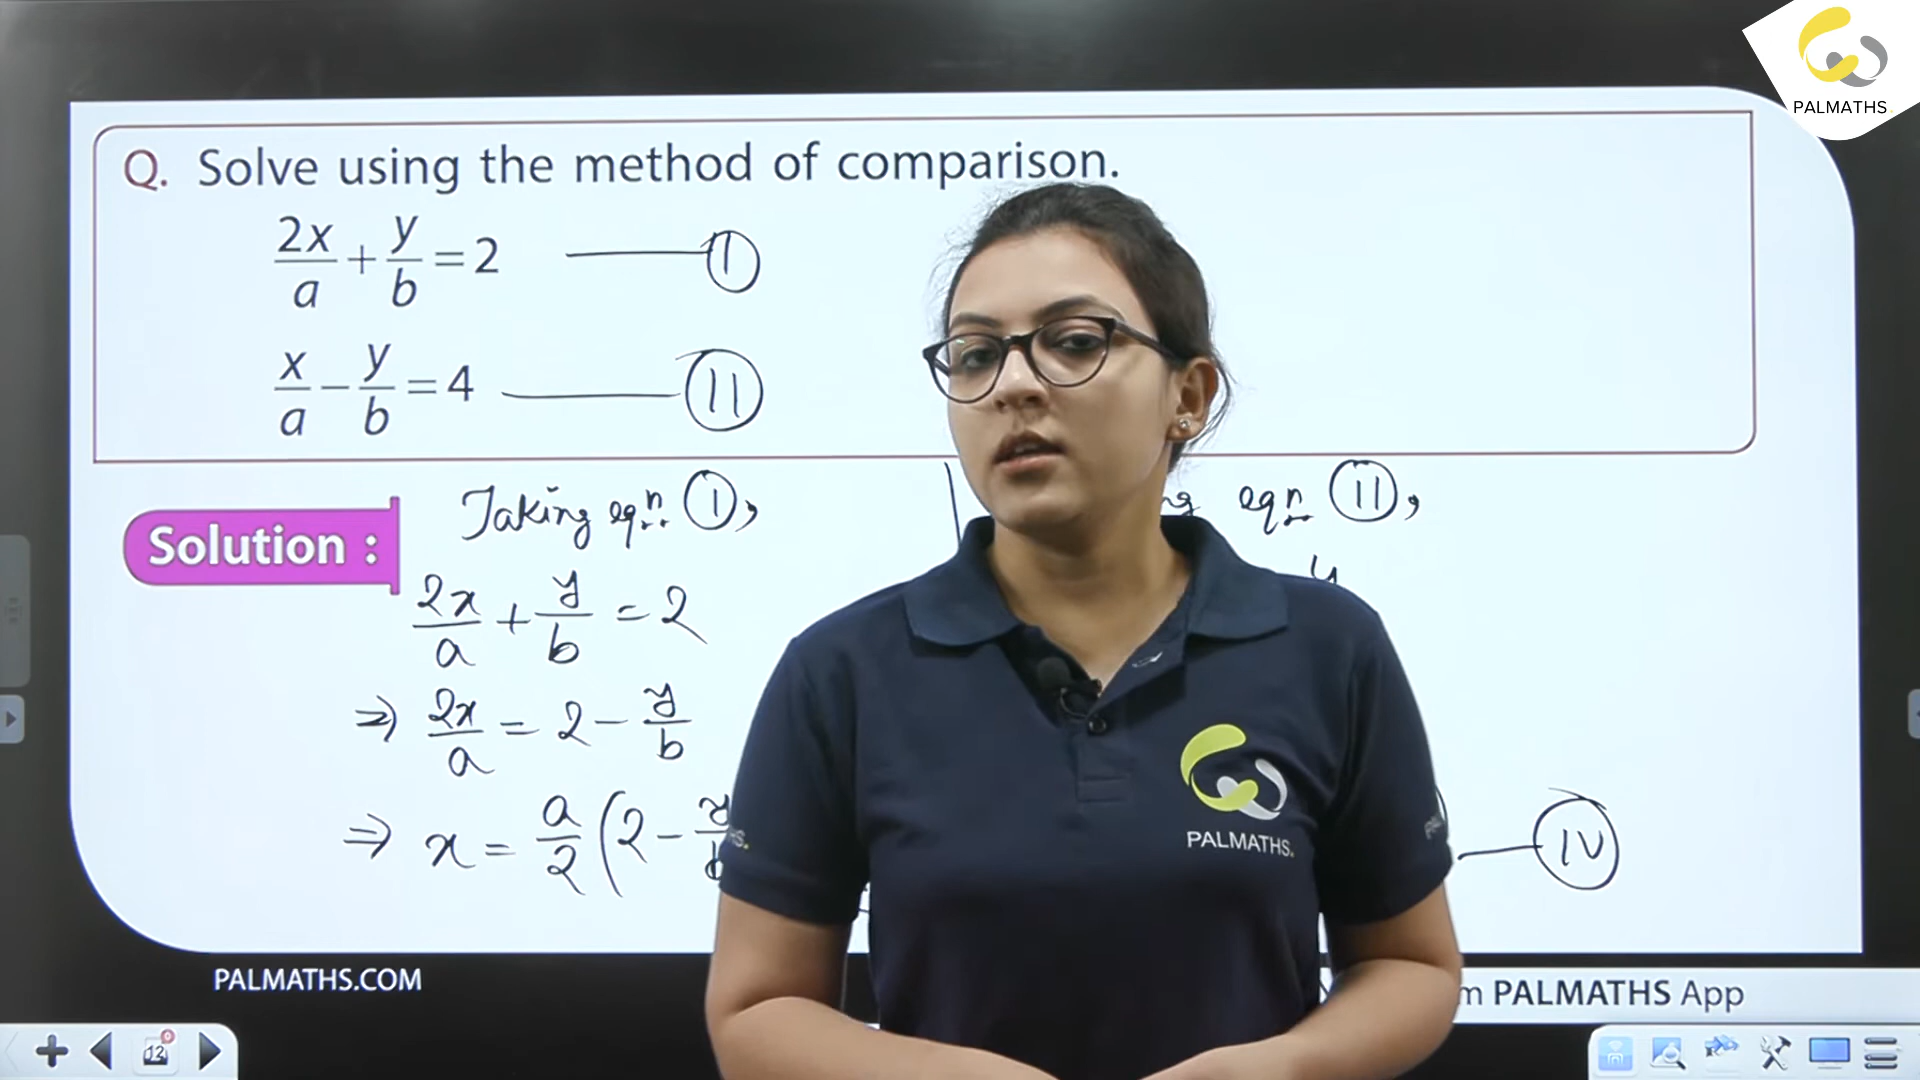 PALMATHS.
Q. Solve using the method of comparison.
2x/a + y/b = 2 ——— I
x/a − y/b = 4 ——— II
Solution :
Taking eqn. I,
2x/a + y/b = 2
⇒ 2x/a = 2 − y/b
⇒ x = a/2 (2 − y/b
eqn. II,
y
IV
PALMATHS.
PALMATHS.COM
PALMATHS App
12